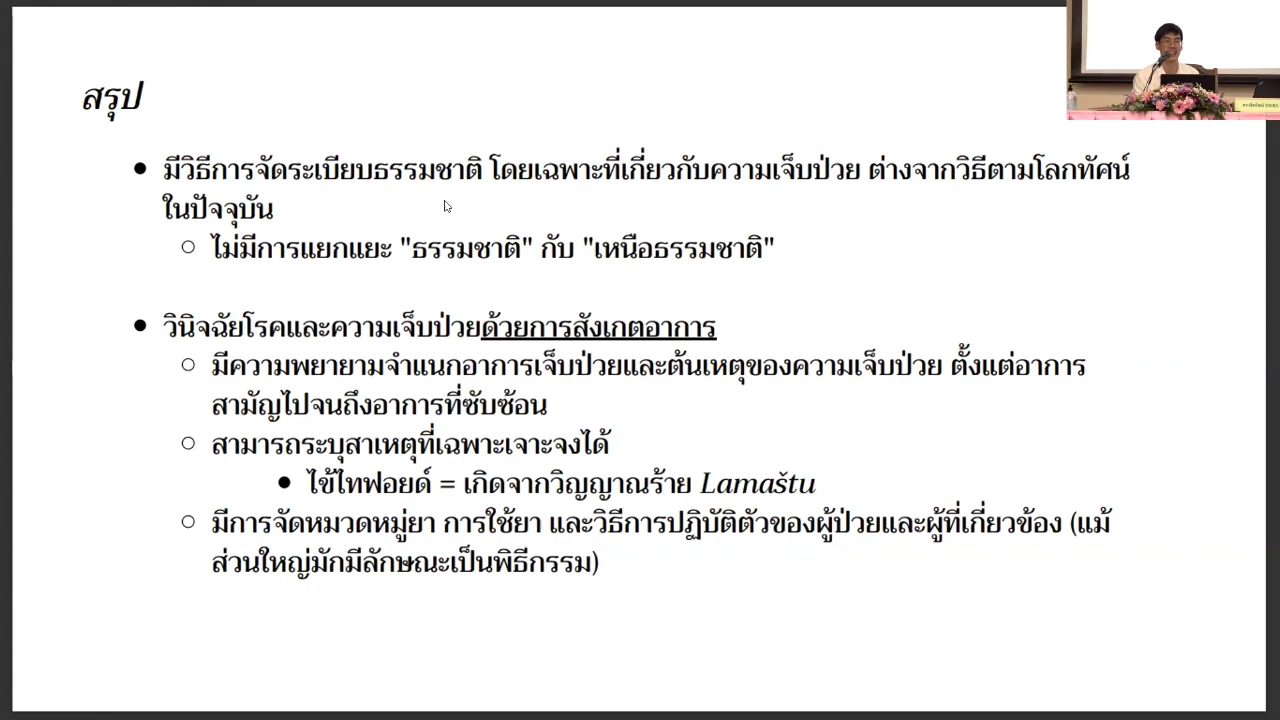 สรุป
มีวิธีการจัดระเบียบธรรมชาติ โดยเฉพาะที่เกี่ยวกับความเจ็บป่วย ต่างจากวิธีตามโลกทัศน์
ในปัจจุบัน
ไม่มีการแยกแยะ "ธรรมชาติ" กับ "เหนือธรรมชาติ"
วินิจฉัยโรคและความเจ็บป่วยด้วยการสังเกตอาการ
มีความพยายามจำแนกอาการเจ็บป่วยและต้นเหตุของความเจ็บป่วย ตั้งแต่อาการ
สามัญไปจนถึงอาการที่ซับซ้อน
สามารถระบุสาเหตุที่เฉพาะเจาะจงได้
ไข้ไทฟอยด์ = เกิดจากวิญญาณร้าย Lamaštu
มีการจัดหมวดหมู่ยา การใช้ยา และวิธีการปฏิบัติตัวของผู้ป่วยและผู้ที่เกี่ยวข้อง (แม้
ส่วนใหญ่มักมีลักษณะเป็นพิธีกรรม)